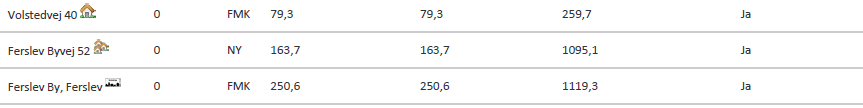 Volstedvej 40 0 FMK 79,3 79,3 259,7 Ja
Ferslev Byvej 52 0 NY 163,7 163,7 1095,1 Ja
Ferslev By, Ferslev 0 FMK 250,6 250,6 1119,3 Ja